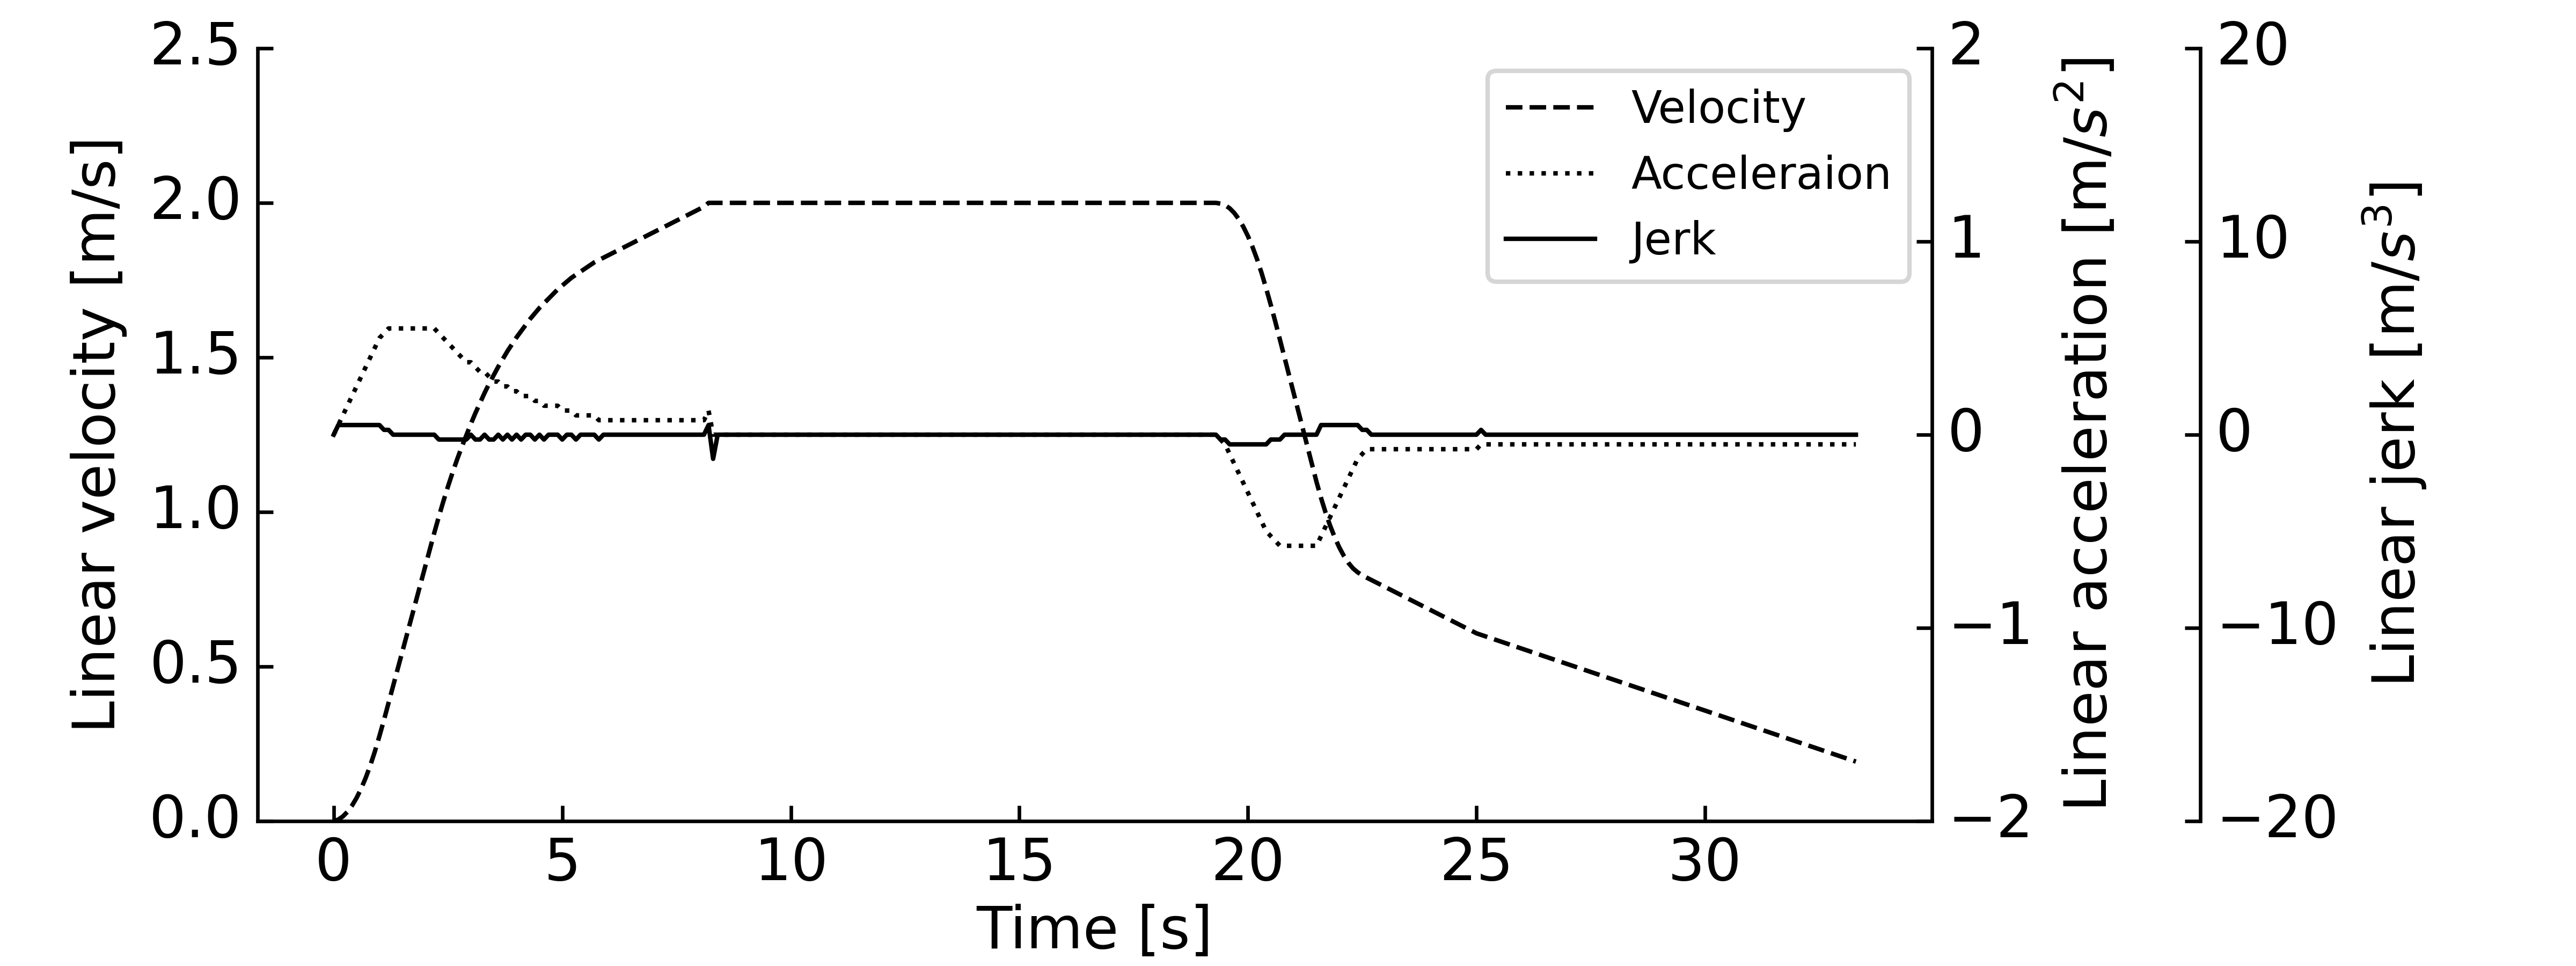 Linear velocity [m/s]
2.5
2.0
1.5
1.0
0.5
0.0
0 5 10 15 20 25 30
Time [s]
Velocity
Acceleraion
Jerk
2
1
0
−1
−2
Linear acceleration [m/s²]
20
10
0
−10
−20
Linear jerk [m/s³]